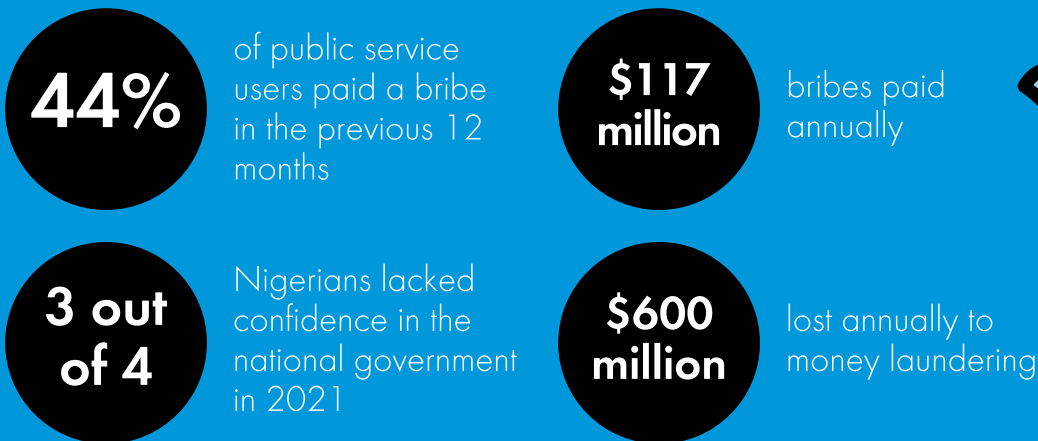 44%
of public service
users paid a bribe
in the previous 12
months
$117
million
bribes paid
annually
3 out
of 4
Nigerians lacked
confidence in the
national government
in 2021
$600
million
lost annually to
money laundering